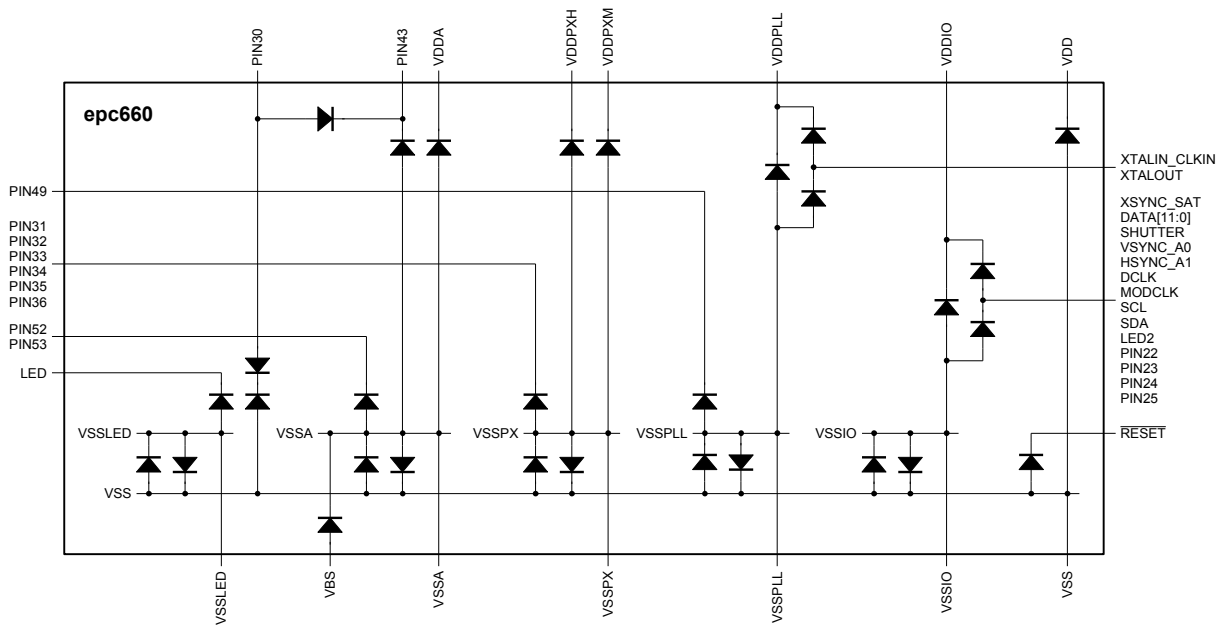 PIN30
PIN43
VDDA
VDDPXH
VDDPXM
VDDPLL
VDDIO
VDD
epc660
PIN49
PIN31
PIN32
PIN33
PIN34
PIN35
PIN36
PIN52
PIN53
LED
XTALIN_CLKIN
XTALOUT
XSYNC_SAT
DATA[11:0]
SHUTTER
VSYNC_A0
HSYNC_A1
DCLK
MODCLK
SCL
SDA
LED2
PIN22
PIN23
PIN24
PIN25
RESET
VSSLED
VSSA
VSSPX
VSSPLL
VSSIO
VSS
VSSLED
VBS
VSSA
VSSPX
VSSPLL
VSSIO
VSS